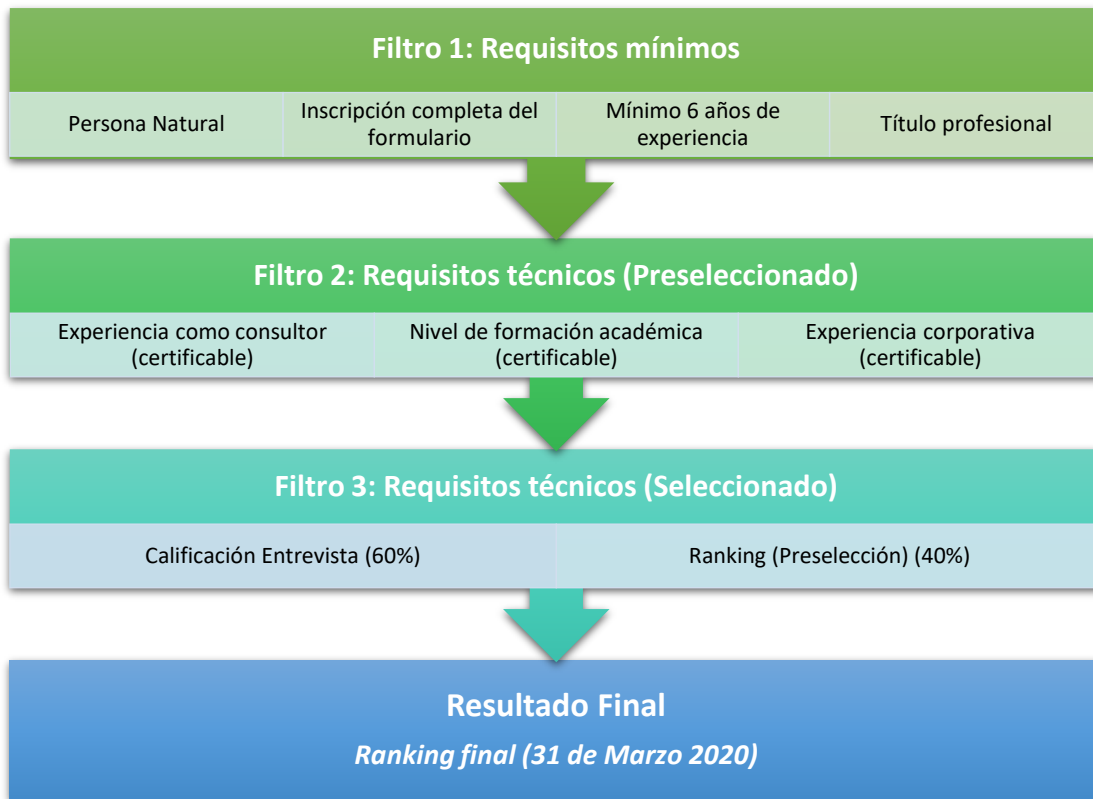 Filtro 1: Requisitos mínimos
Persona Natural
Inscripción completa del
formulario
Mínimo 6 años de
experiencia
Título profesional
Filtro 2: Requisitos técnicos (Preseleccionado)
Experiencia como consultor
(certificable)
Nivel de formación académica
(certificable)
Experiencia corporativa
(certificable)
Filtro 3: Requisitos técnicos (Seleccionado)
Calificación Entrevista (60%)
Ranking (Preselección) (40%)
Resultado Final
Ranking final (31 de Marzo 2020)